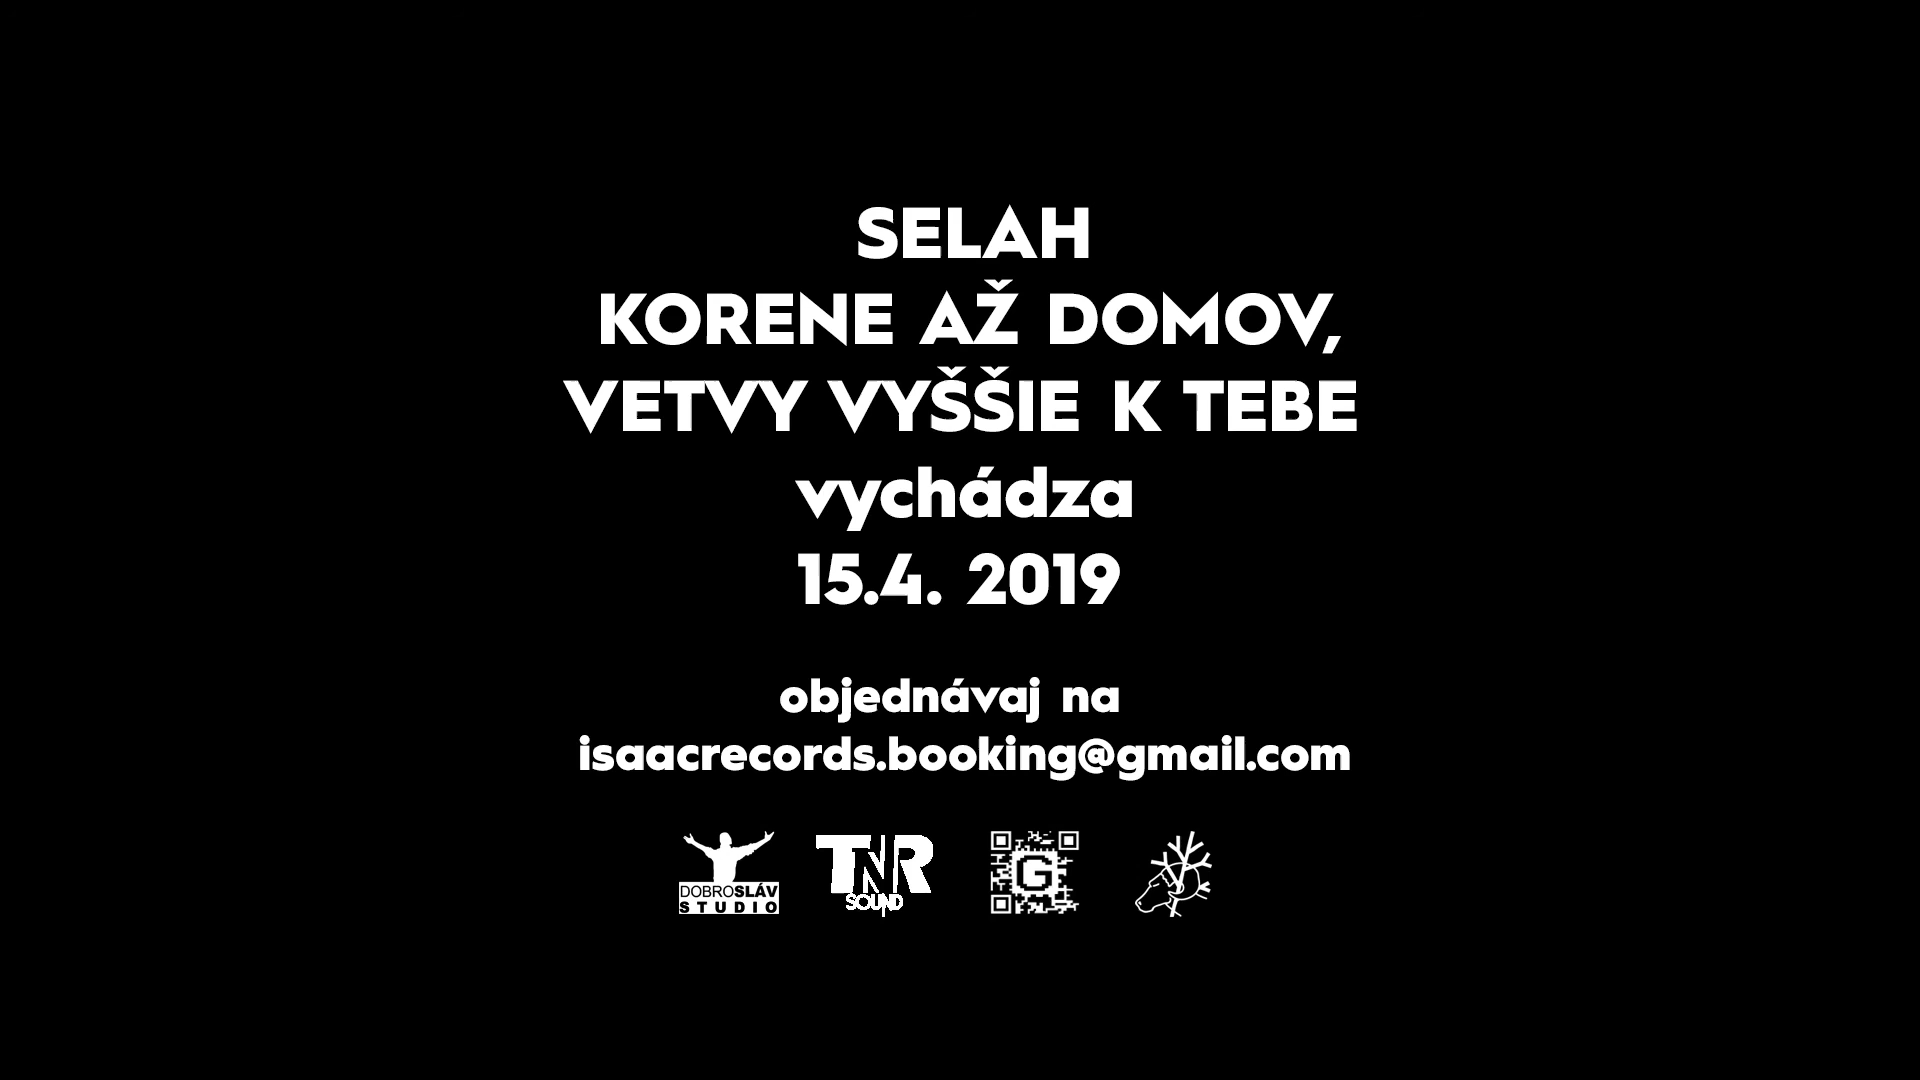 SELAH
KORENE AŽ DOMOV,
VETVY VYŠŠIE K TEBE
vychádza
15.4. 2019
objednávaj na
isaacrecords.booking@gmail.com
DOBROSLÁV
STUDIO
TNR
SOUND
G